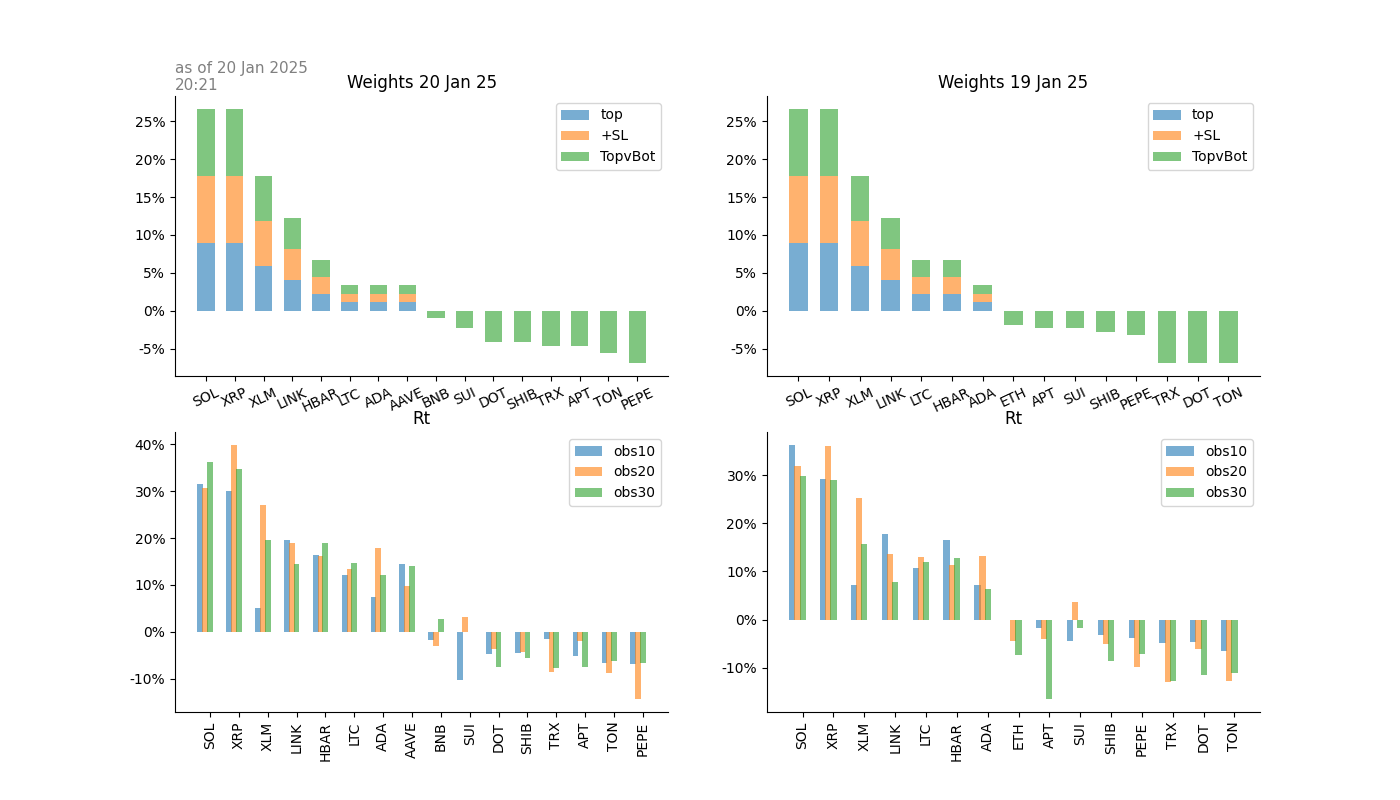 as of 20 Jan 2025
20:21
Weights 20 Jan 25
25%
20%
15%
10%
5%
0%
-5%
top
+SL
TopvBot
SOL XRP XLM LINK HBAR LTC ADA AAVE BNB SUI DOT SHIB TRX APT TON PEPE
Weights 19 Jan 25
25%
20%
15%
10%
5%
0%
-5%
top
+SL
TopvBot
SOL XRP XLM LINK LTC HBAR ADA ETH APT SUI SHIB PEPE TRX DOT TON
Rt
40%
30%
20%
10%
0%
-10%
obs10
obs20
obs30
SOL XRP XLM LINK HBAR LTC ADA AAVE BNB SUI DOT SHIB TRX APT TON PEPE
Rt
30%
20%
10%
0%
-10%
obs10
obs20
obs30
SOL XRP XLM LINK LTC HBAR ADA ETH APT SUI SHIB PEPE TRX DOT TON